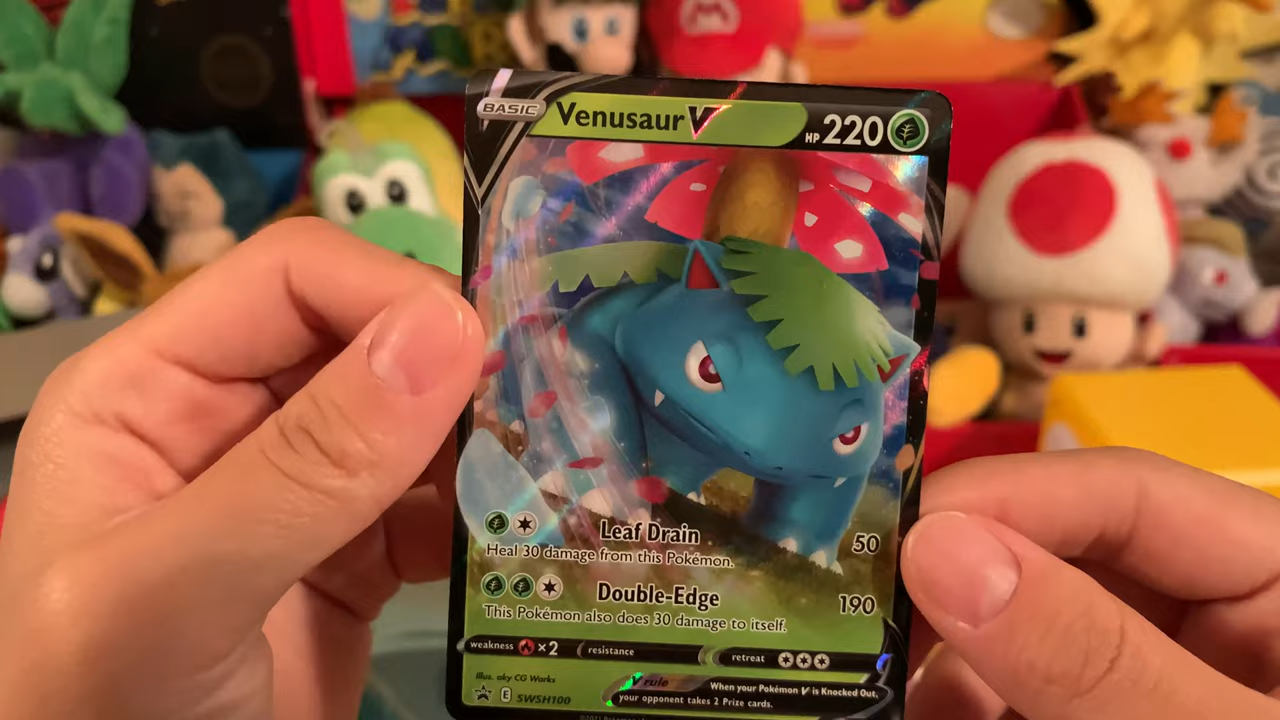 BASIC Venusaur V HP 220
Leaf Drain 50
Heal 30 damage from this Pokémon.
Double-Edge 190
This Pokémon also does 30 damage to itself.
weakness ×2 resistance retreat
Illus. aky CG Works
V rule When your Pokémon V is Knocked Out,
your opponent takes 2 Prize cards.
E SWSH100